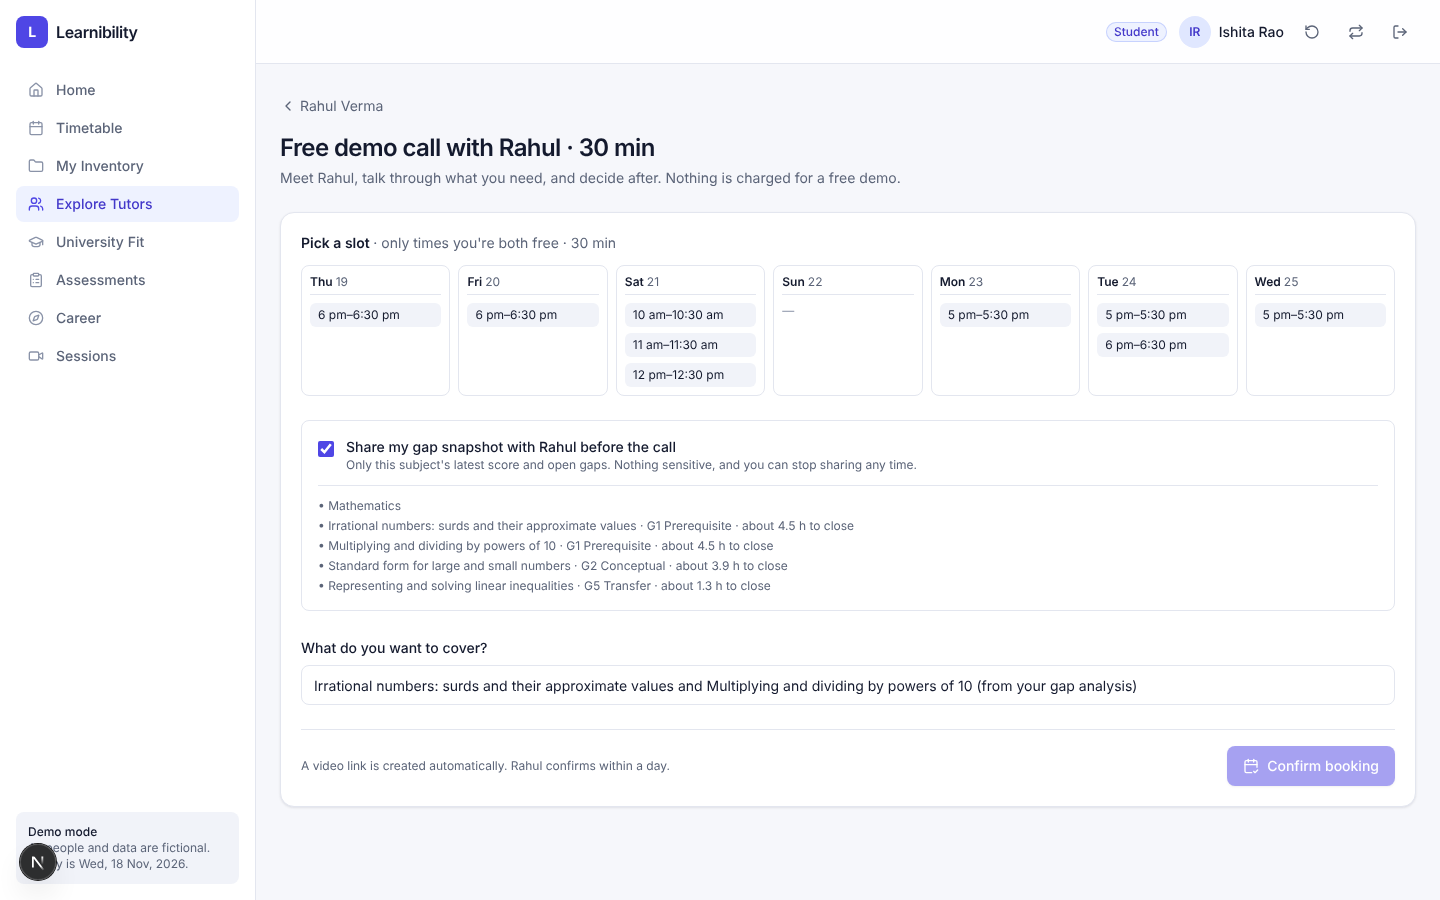 L Learnibility
Home
Timetable
My Inventory
Explore Tutors
University Fit
Assessments
Career
Sessions
Demo mode
people and data are fictional.
is Wed, 18 Nov, 2026.
N
Student IR Ishita Rao
Rahul Verma
Free demo call with Rahul · 30 min
Meet Rahul, talk through what you need, and decide after. Nothing is charged for a free demo.
Pick a slot · only times you're both free · 30 min
Thu 19
6 pm–6:30 pm
Fri 20
6 pm–6:30 pm
Sat 21
10 am–10:30 am
11 am–11:30 am
12 pm–12:30 pm
Sun 22
—
Mon 23
5 pm–5:30 pm
Tue 24
5 pm–5:30 pm
6 pm–6:30 pm
Wed 25
5 pm–5:30 pm
Share my gap snapshot with Rahul before the call
Only this subject's latest score and open gaps. Nothing sensitive, and you can stop sharing any time.
• Mathematics
• Irrational numbers: surds and their approximate values · G1 Prerequisite · about 4.5 h to close
• Multiplying and dividing by powers of 10 · G1 Prerequisite · about 4.5 h to close
• Standard form for large and small numbers · G2 Conceptual · about 3.9 h to close
• Representing and solving linear inequalities · G5 Transfer · about 1.3 h to close
What do you want to cover?
Irrational numbers: surds and their approximate values and Multiplying and dividing by powers of 10 (from your gap analysis)
A video link is created automatically. Rahul confirms within a day.
Confirm booking